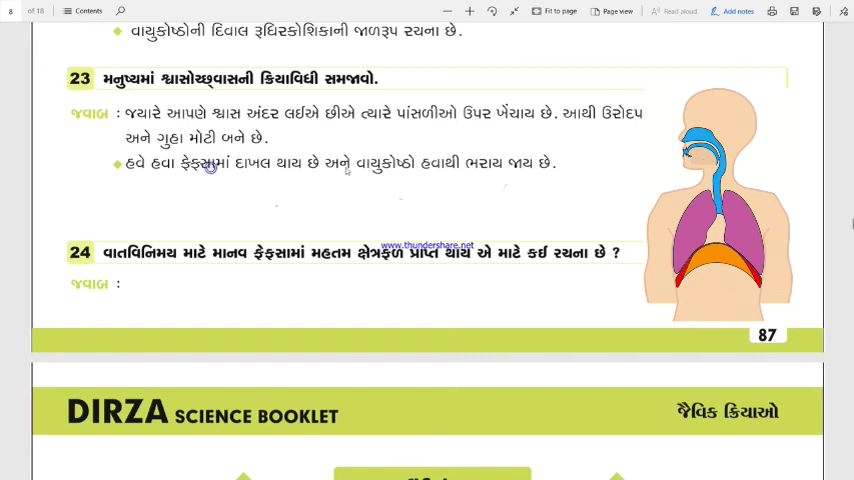 8 of 18 Contents Fit to page Page view Read aloud Add notes
વાયુકોષ્ઠોની દિવાલ રૂધિરકોશિકાની જાળરૂપ રચના છે.
23 મનુષ્યમાં શ્વાસોચ્છ્વાસની ક્રિયાવિધી સમજાવો.
જવાબ : જયારે આપણે શ્વાસ અંદર લઈએ છીએ ત્યારે પાંસળીઓ ઉપર ખેંચાય છે. આથી ઉરોદપ
અને ગુહા મોટી બને છે.
હવે હવા ફેફસામાં દાખલ થાય છે અને વાયુકોષ્ઠો હવાથી ભરાય જાય છે.
www.thundershare.net
24 વાતવિનિમય માટે માનવ ફેફસામાં મહતમ ક્ષેત્રફળ પ્રાપ્ત થાય એ માટે કઈ રચના છે ?
જવાબ :
87
DIRZA SCIENCE BOOKLET જૈવિક ક્રિયાઓ